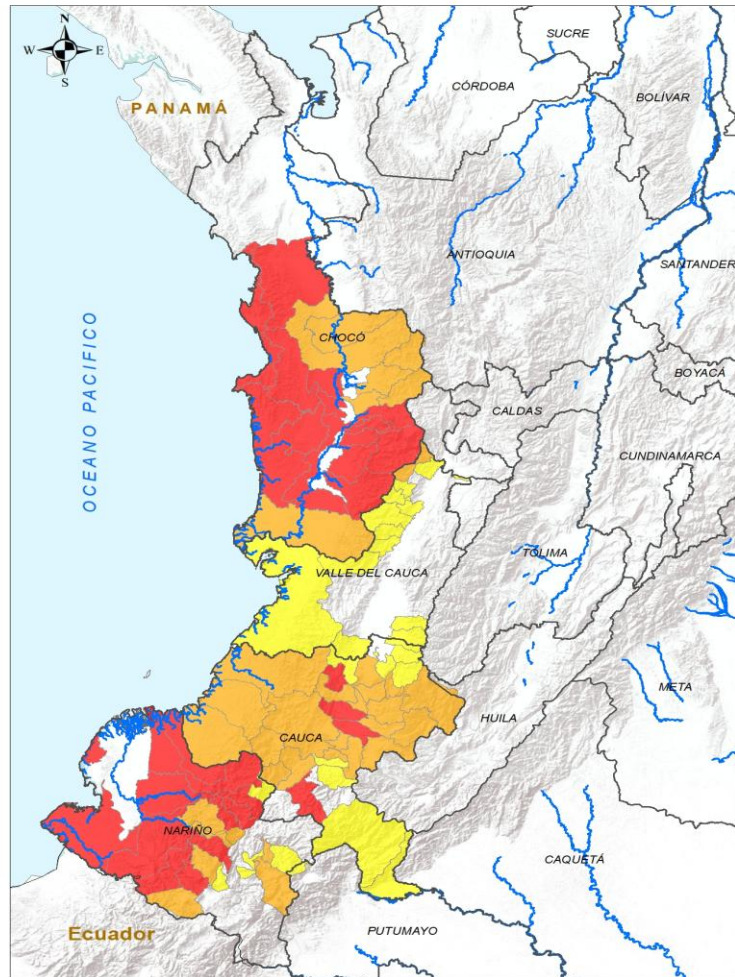 N
W E
S
SUCRE
CÓRDOBA
BOLÍVAR
PANAMÁ
ANTIOQUIA
SANTANDER
OCEANO PACIFICO
CHOCÓ
BOYACÁ
CALDAS
CUNDINAMARCA
TOLIMA
VALLE DEL CAUCA
META
HUILA
CAUCA
NARIÑO
CAQUETÁ
Ecuador
PUTUMAYO